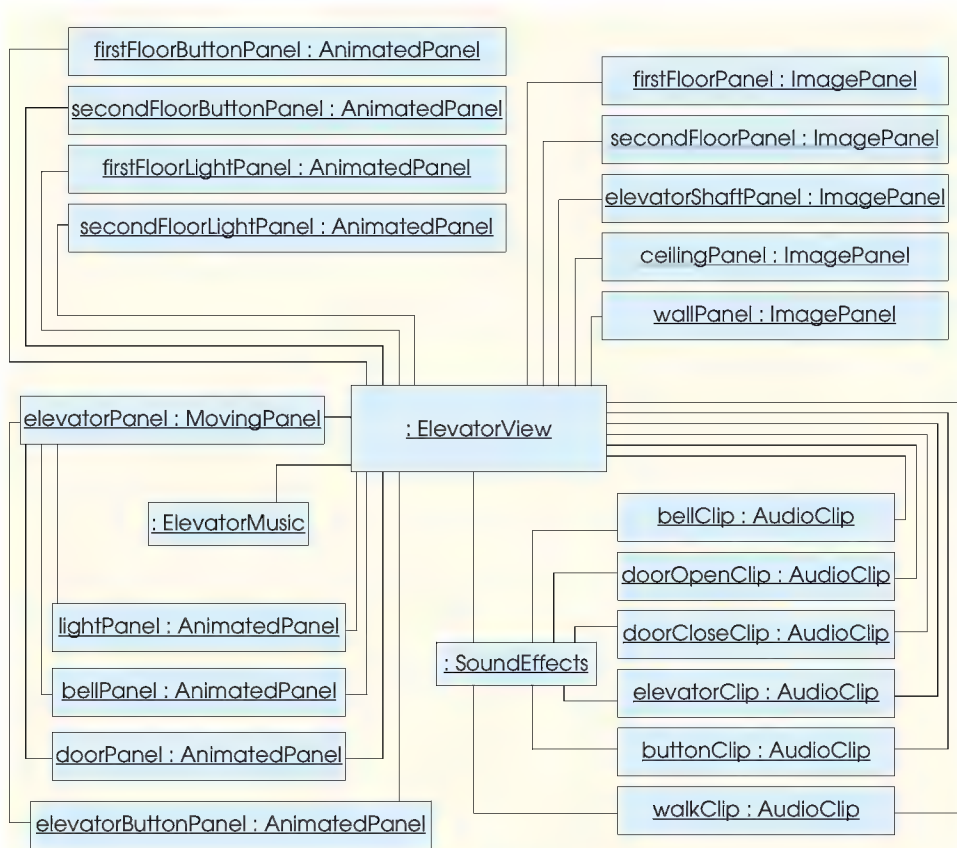 firstFloorButtonPanel : AnimatedPanel
secondFloorButtonPanel : AnimatedPanel
firstFloorLightPanel : AnimatedPanel
secondFloorLightPanel : AnimatedPanel
firstFloorPanel : ImagePanel
secondFloorPanel : ImagePanel
elevatorShaftPanel : ImagePanel
ceilingPanel : ImagePanel
wallPanel : ImagePanel
elevatorPanel : MovingPanel
: ElevatorView
: ElevatorMusic
lightPanel : AnimatedPanel
bellPanel : AnimatedPanel
doorPanel : AnimatedPanel
elevatorButtonPanel : AnimatedPanel
: SoundEffects
bellClip : AudioClip
doorOpenClip : AudioClip
doorCloseClip : AudioClip
elevatorClip : AudioClip
buttonClip : AudioClip
walkClip : AudioClip